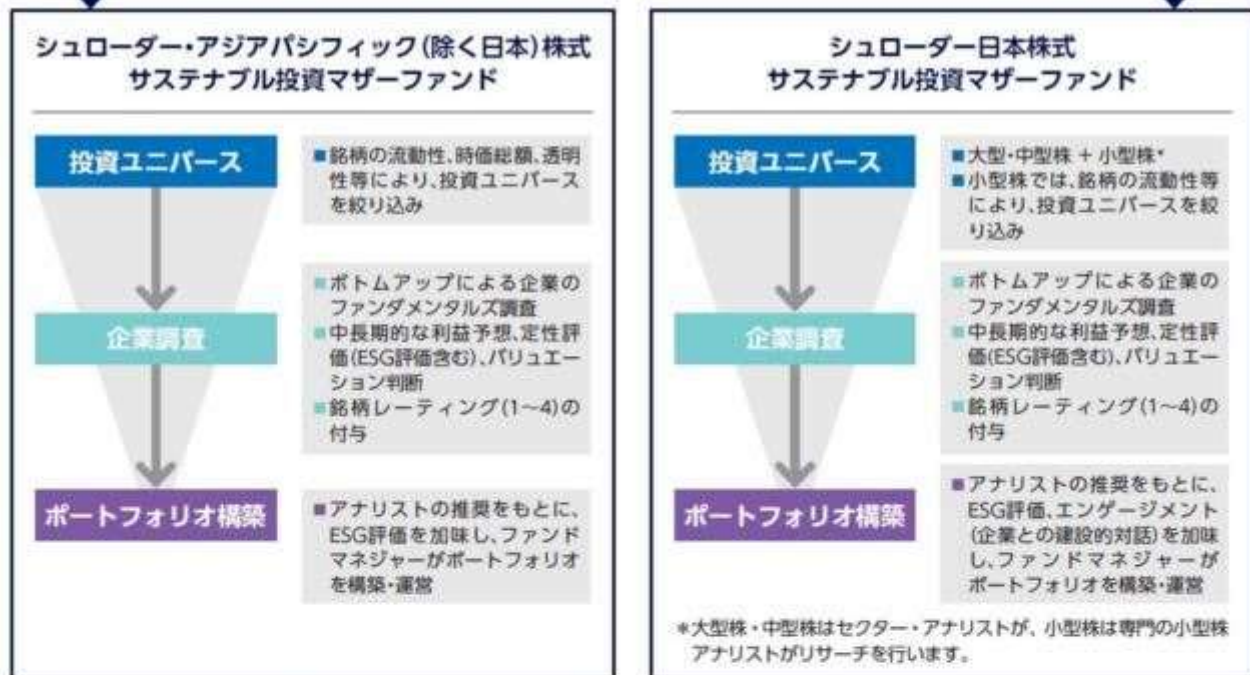 シュローダー・アジアパシフィック(除く日本)株式
サステナブル投資マザーファンド
投資ユニバース
■銘柄の流動性、時価総額、透明
性等により、投資ユニバース
を絞り込み
企業調査
■ボトムアップによる企業の
ファンダメンタルズ調査
■中長期的な利益予想、定性評
価(ESG評価含む)、バリュエー
ション判断
■銘柄レーティング(1～4)の
付与
ポートフォリオ構築
■アナリストの推奨をもとに、
ESG評価を加味し、ファンド
マネジャーがポートフォリオ
を構築・運営
シュローダー日本株式
サステナブル投資マザーファンド
投資ユニバース
■大型・中型株 + 小型株*
■小型株では、銘柄の流動性等
により、投資ユニバースを絞
り込み
企業調査
■ボトムアップによる企業の
ファンダメンタルズ調査
■中長期的な利益予想、定性評
価(ESG評価含む)、バリュエー
ション判断
■銘柄レーティング(1～4)の
付与
ポートフォリオ構築
■アナリストの推奨をもとに、
ESG評価、エンゲージメント
(企業との建設的対話)を加味
し、ファンドマネジャーが
ポートフォリオを構築・運営
*大型株・中型株はセクター・アナリストが、小型株は専門の小型株
アナリストがリサーチを行います。